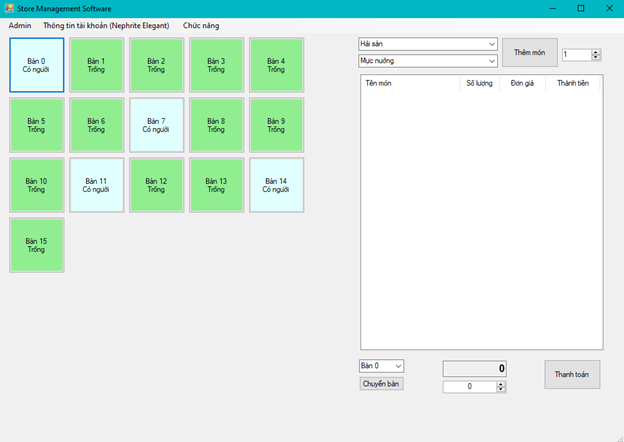 Store Management Software
Admin Thông tin tài khoản (Nephrite Elegant) Chức năng
Bàn 0
Có người
Bàn 1
Trống
Bàn 2
Trống
Bàn 3
Trống
Bàn 4
Trống
Bàn 5
Trống
Bàn 6
Trống
Bàn 7
Có người
Bàn 8
Trống
Bàn 9
Trống
Bàn 10
Trống
Bàn 11
Có người
Bàn 12
Trống
Bàn 13
Trống
Bàn 14
Có người
Bàn 15
Trống
Hải sản
Mực nướng
Thêm món
1
Tên món Số lượng Đơn giá Thành tiền
Bàn 0
Chuyển bàn
0
0
Thanh toán